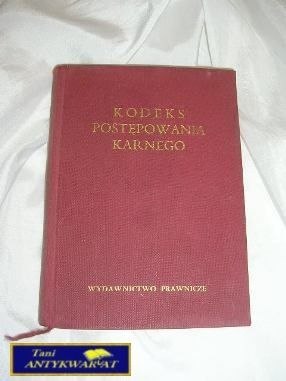 KODEKS
POSTĘPOWANIA
KARNEGO
WYDAWNICTWO PRAWNICZE
Tani
ANTYKWARIAT